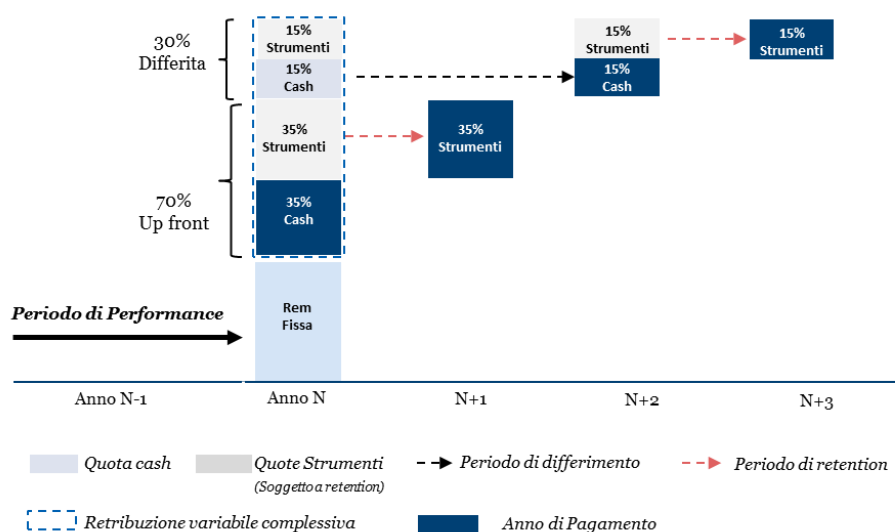 30%
Differita
15%
Strumenti
15%
Cash
15%
Strumenti
15%
Cash
15%
Strumenti
35%
Strumenti
35%
Strumenti
70%
Up front
35%
Cash
Periodo di Performance
Rem
Fissa
Anno N-1
Anno N
N+1
N+2
N+3
Quota cash
Quote Strumenti
(Soggetto a retention)
Periodo di differimento
Periodo di retention
Retribuzione variabile complessiva
Anno di Pagamento